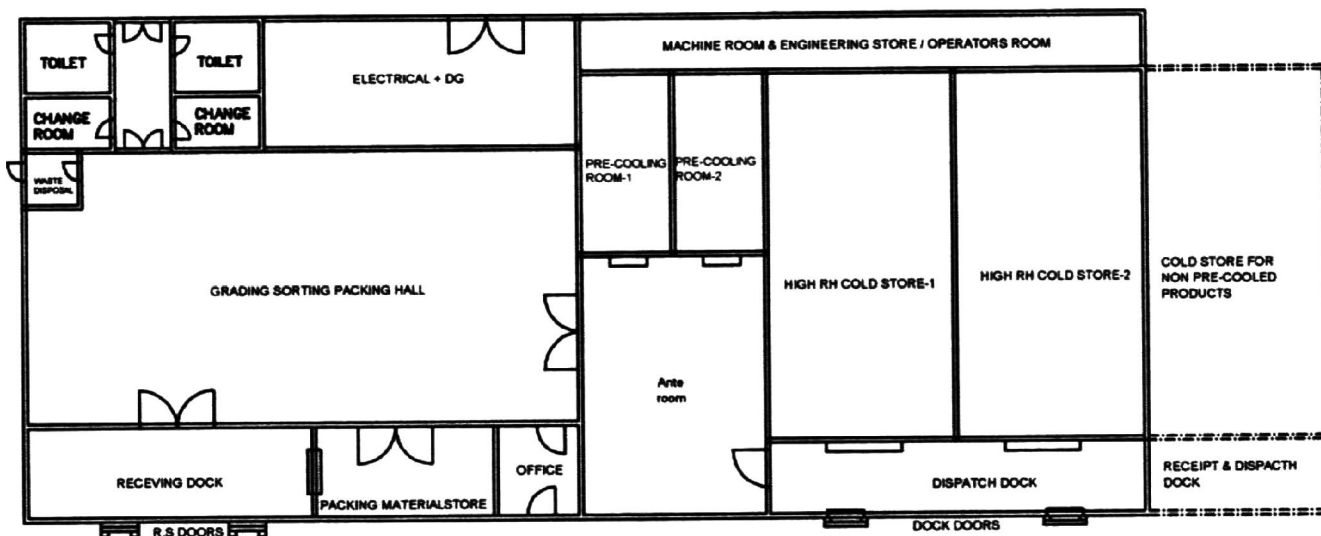 MACHINE ROOM & ENGINEERING STORE / OPERATORS ROOM
TOILET
TOILET
ELECTRICAL + DG
CHANGE
ROOM
CHANGE
ROOM
PRE-COOLING
ROOM-1
PRE-COOLING
ROOM-2
WASTE
DISPOSAL
GRADING SORTING PACKING HALL
HIGH RH COLD STORE-1
HIGH RH COLD STORE-2
COLD STORE FOR
NON PRE-COOLED
PRODUCTS
Ante
room
RECEVING DOCK
PACKING MATERIALSTORE
OFFICE
DISPATCH DOCK
RECEIPT & DISPACTH
DOCK
R.S DOORS
DOCK DOORS